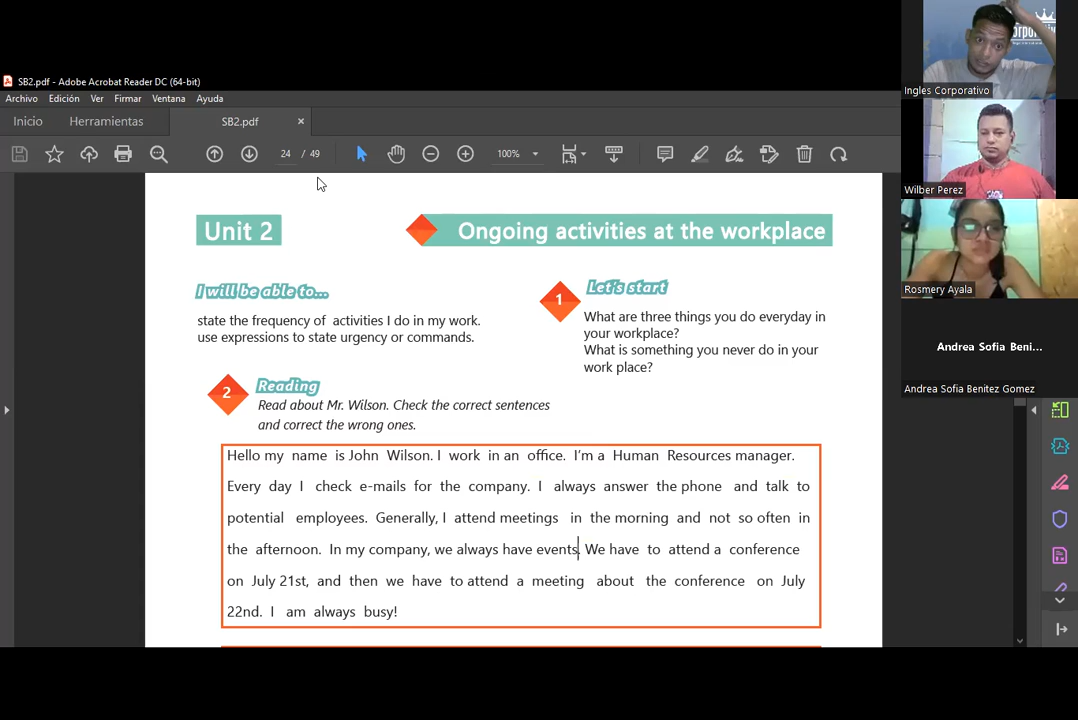 SB2.pdf - Adobe Acrobat Reader DC (64-bit)
Archivo Edición Ver Firmar Ventana Ayuda
Inicio Herramientas SB2.pdf ×
24 / 49 100%
Unit 2
Ongoing activities at the workplace
I will be able to...
state the frequency of activities I do in my work.
use expressions to state urgency or commands.
1
Let's start
What are three things you do everyday in
your workplace?
What is something you never do in your
work place?
2
Reading
Read about Mr. Wilson. Check the correct sentences
and correct the wrong ones.
Hello my name is John Wilson. I work in an office. I'm a Human Resources manager.
Every day I check e-mails for the company. I always answer the phone and talk to
potential employees. Generally, I attend meetings in the morning and not so often in
the afternoon. In my company, we always have events. We have to attend a conference
on July 21st, and then we have to attend a meeting about the conference on July
22nd. I am always busy!
Ingles Corporativo
Wilber Perez
Rosmery Ayala
Andrea Sofia Beni...
Andrea Sofia Benitez Gomez